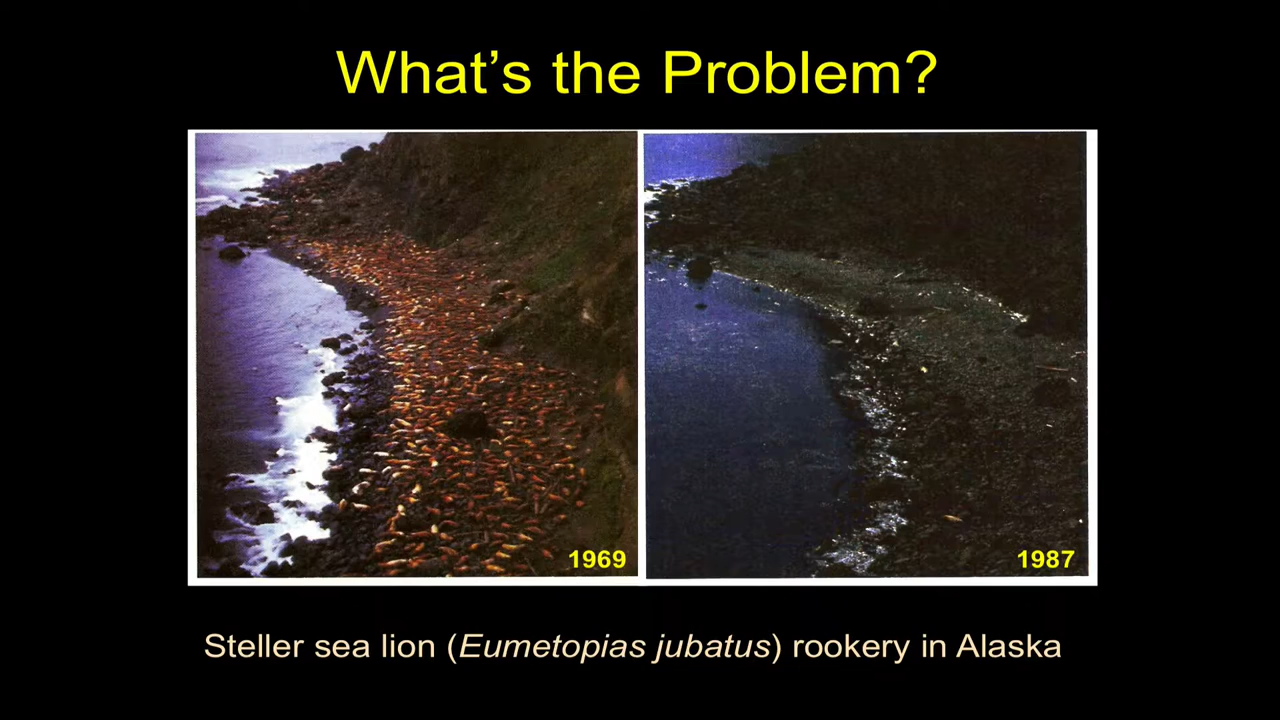 What’s the Problem?
1969
1987
Steller sea lion (Eumetopias jubatus) rookery in Alaska